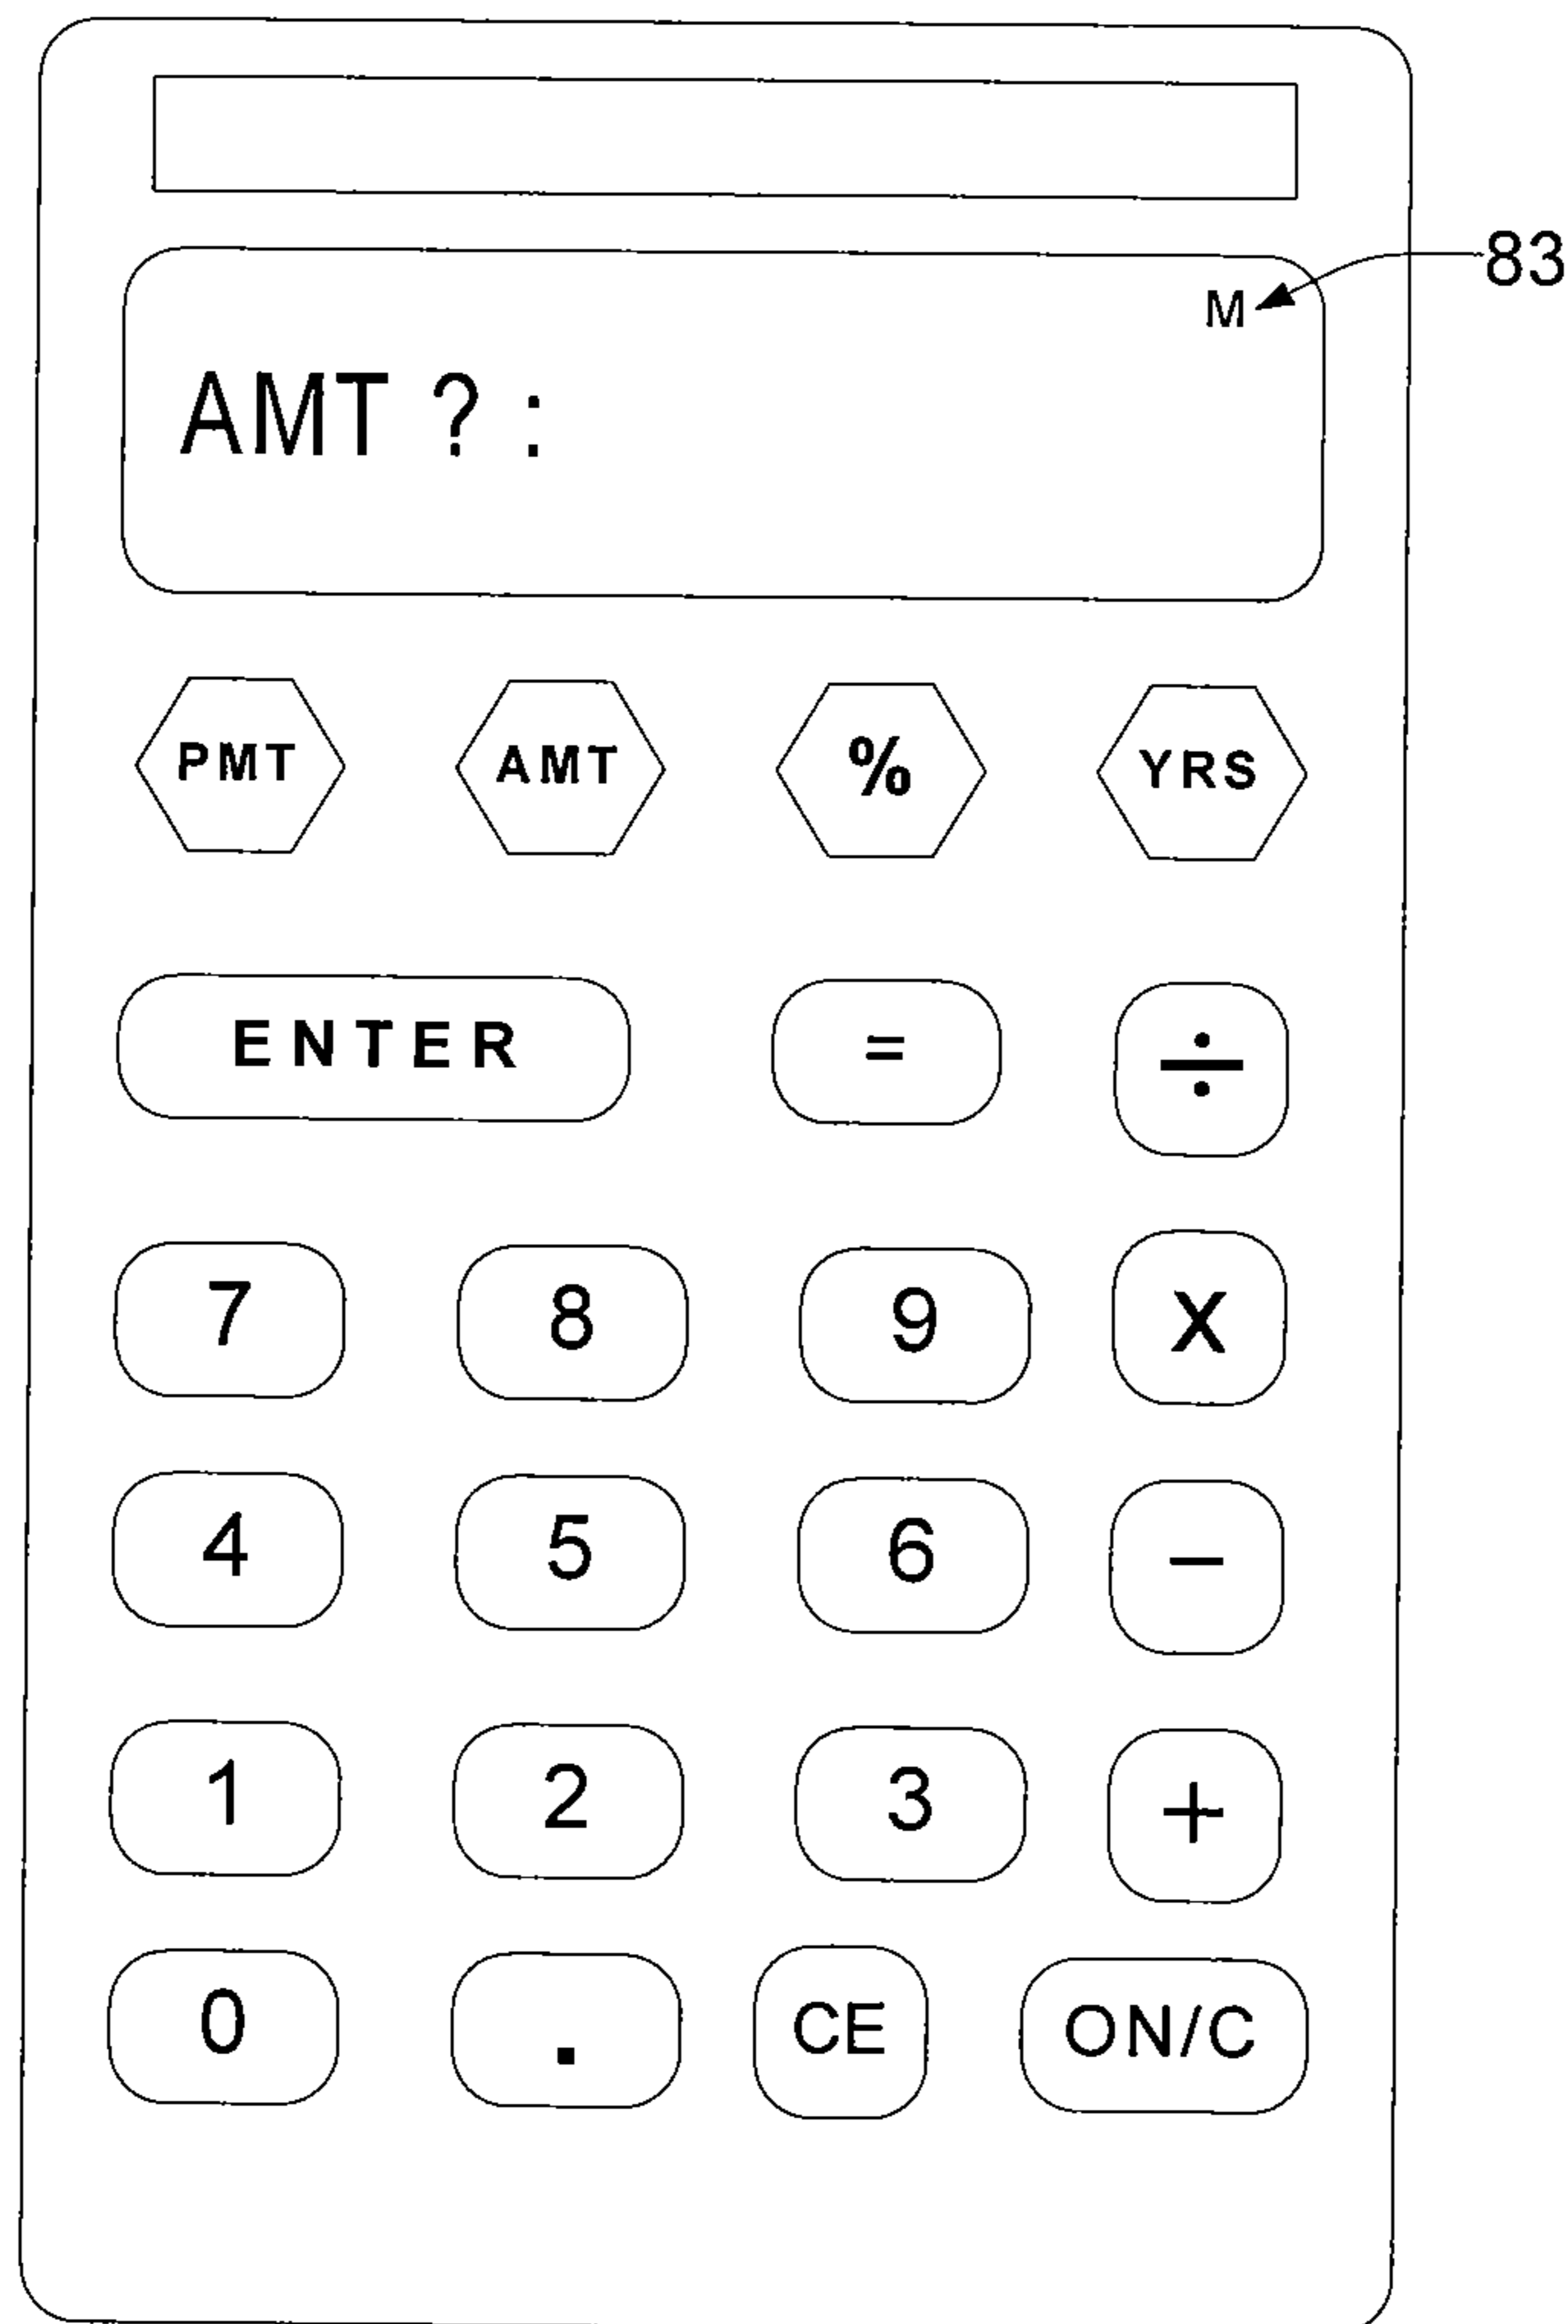 83
M
AMT ? :
PMT AMT % YRS
ENTER = ÷
7 8 9 X
4 5 6 −
1 2 3 +
0 . CE ON/C